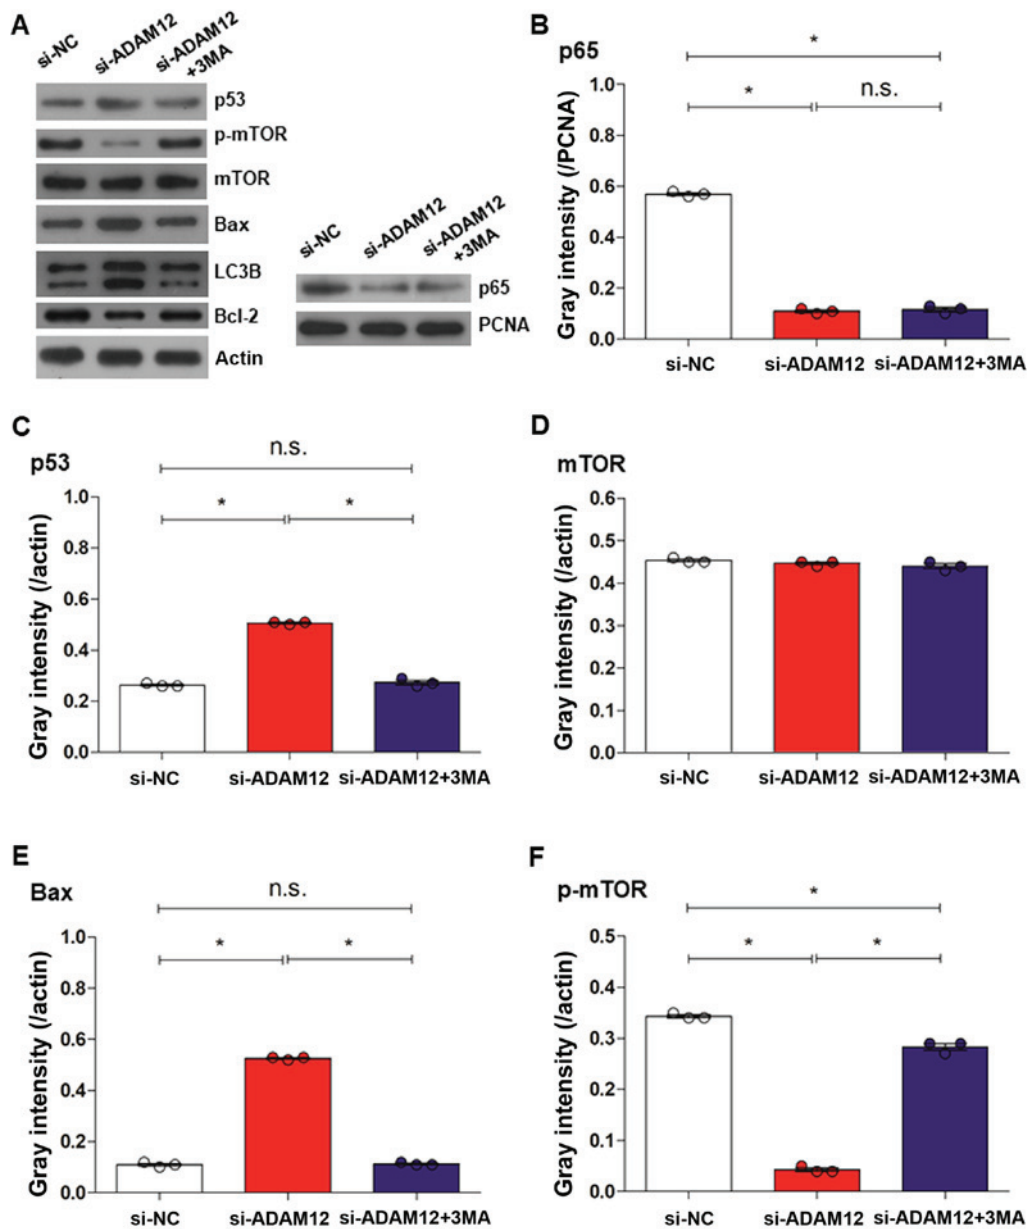 A
si-NC
si-ADAM12
si-ADAM12
+3MA
p53
p-mTOR
mTOR
Bax
LC3B
Bcl-2
Actin
si-NC
si-ADAM12
si-ADAM12
+3MA
p65
PCNA
B
p65
*
*
n.s.
Gray intensity (/PCNA)
1.0
0.8
0.6
0.4
0.2
0.0
si-NC
si-ADAM12
si-ADAM12+3MA
C
p53
n.s.
*
*
Gray intensity (/actin)
1.0
0.8
0.6
0.4
0.2
0.0
si-NC
si-ADAM12
si-ADAM12+3MA
D
mTOR
Gray intensity (/actin)
0.6
0.5
0.4
0.3
0.2
0.1
0.0
si-NC
si-ADAM12
si-ADAM12+3MA
E
Bax
n.s.
*
*
Gray intensity (/actin)
1.0
0.8
0.6
0.4
0.2
0.0
si-NC
si-ADAM12
si-ADAM12+3MA
F
p-mTOR
*
*
*
Gray intensity (/actin)
0.5
0.4
0.3
0.2
0.1
0.0
si-NC
si-ADAM12
si-ADAM12+3MA